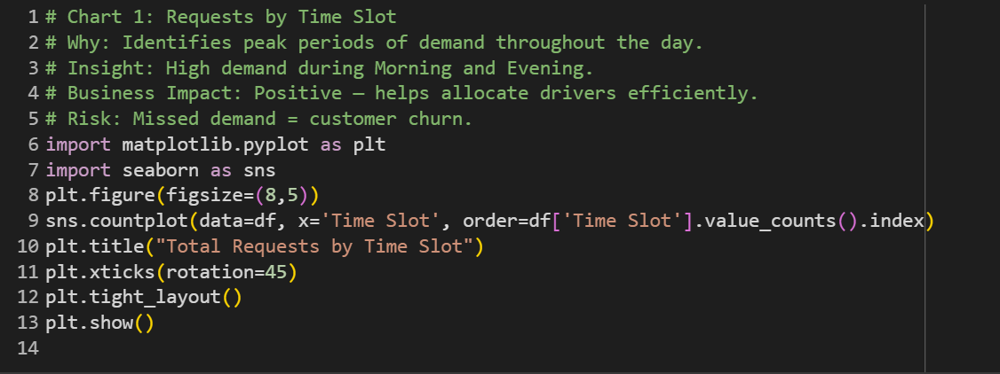 1 # Chart 1: Requests by Time Slot
2 # Why: Identifies peak periods of demand throughout the day.
3 # Insight: High demand during Morning and Evening.
4 # Business Impact: Positive — helps allocate drivers efficiently.
5 # Risk: Missed demand = customer churn.
6 import matplotlib.pyplot as plt
7 import seaborn as sns
8 plt.figure(figsize=(8,5))
9 sns.countplot(data=df, x='Time Slot', order=df['Time Slot'].value_counts().index)
10 plt.title("Total Requests by Time Slot")
11 plt.xticks(rotation=45)
12 plt.tight_layout()
13 plt.show()
14